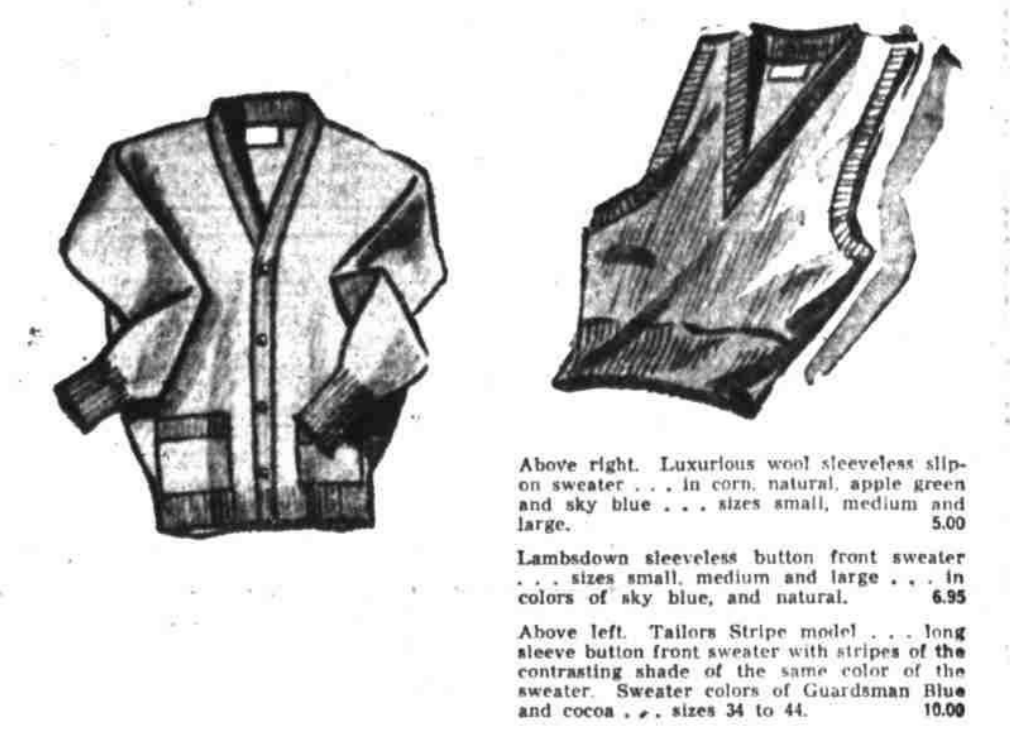 Above right. Luxurious wool sleeveless slip-
on sweater . . . in corn, natural, apple green
and sky blue . . . sizes small, medium and
large. 5.00
Lambsdown sleeveless button front sweater
. . . sizes small, medium and large . . . in
colors of sky blue, and natural. 6.95
Above left. Tailors Stripe model . . . long
sleeve button front sweater with stripes of the
contrasting shade of the same color of the
sweater. Sweater colors of Guardsman Blue
and cocoa . . . sizes 34 to 44. 10.00